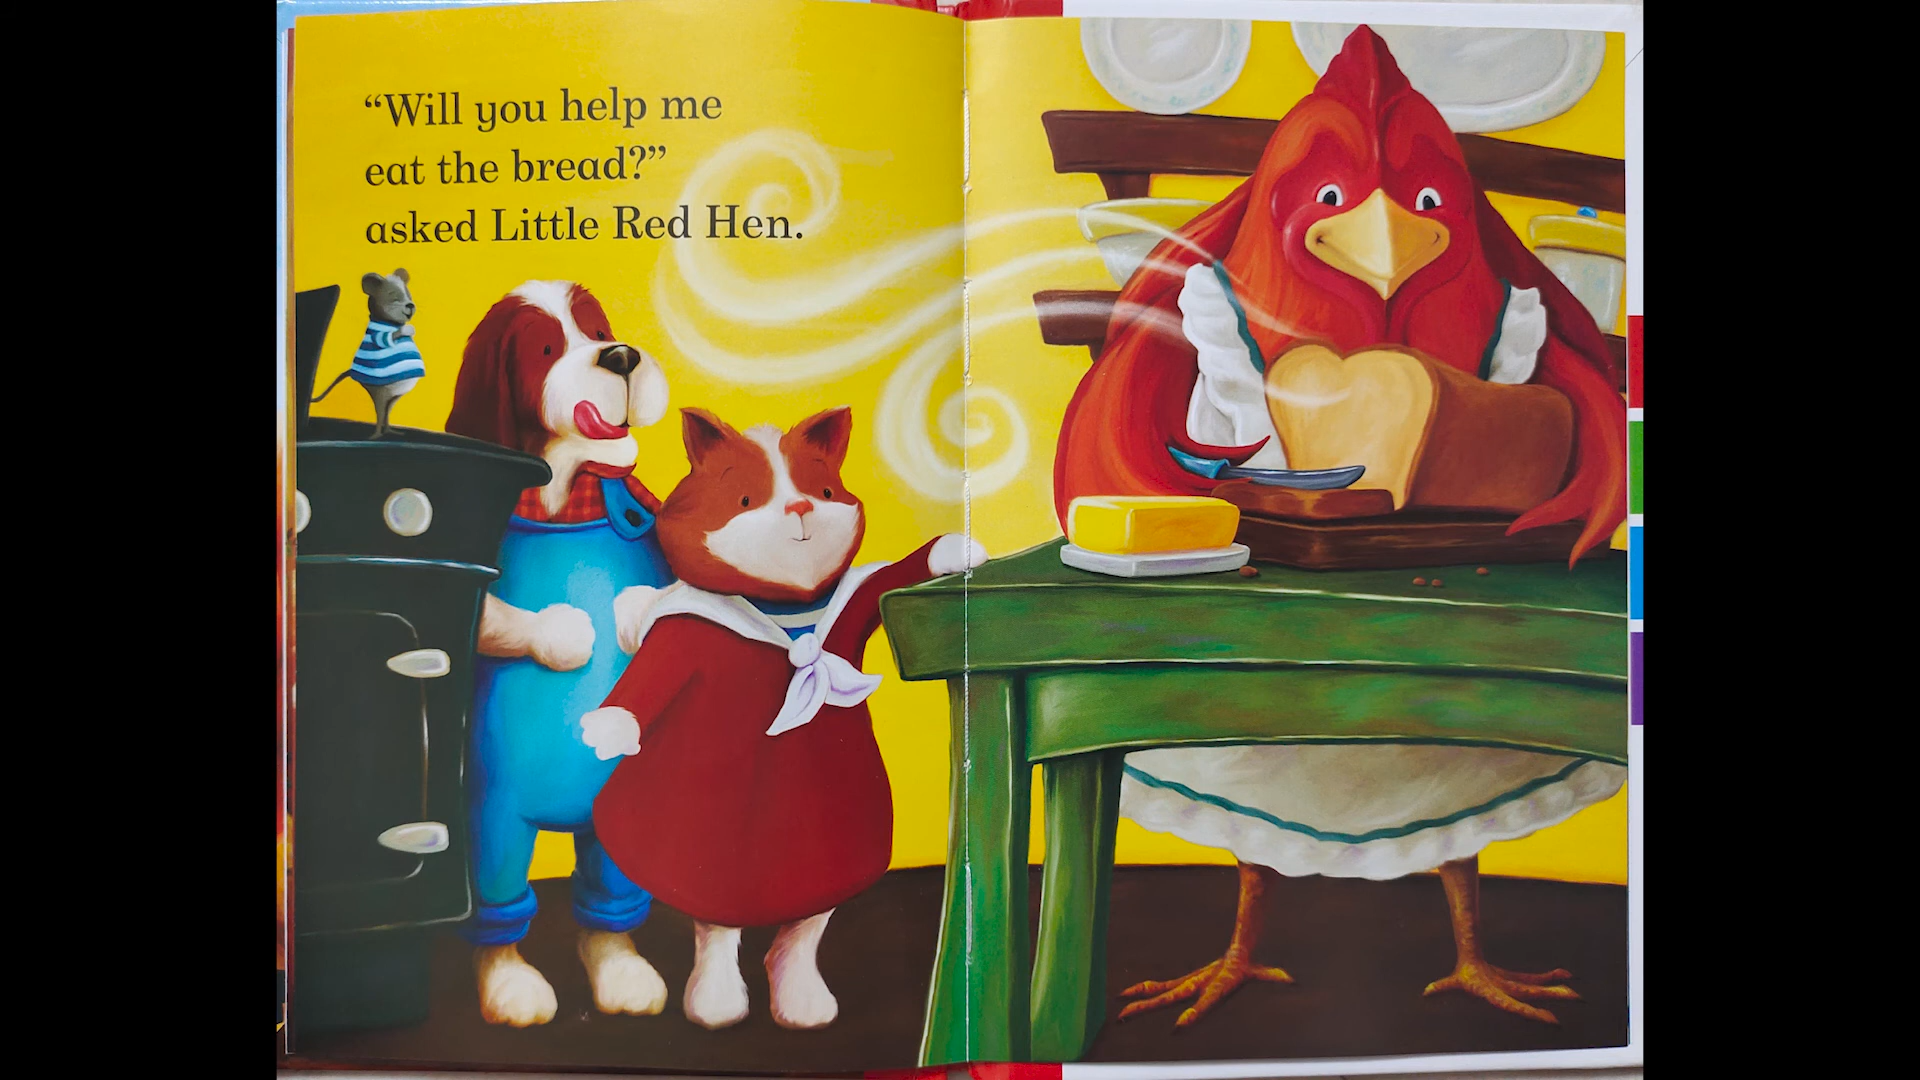 “Will you help me
eat the bread?”
asked Little Red Hen.